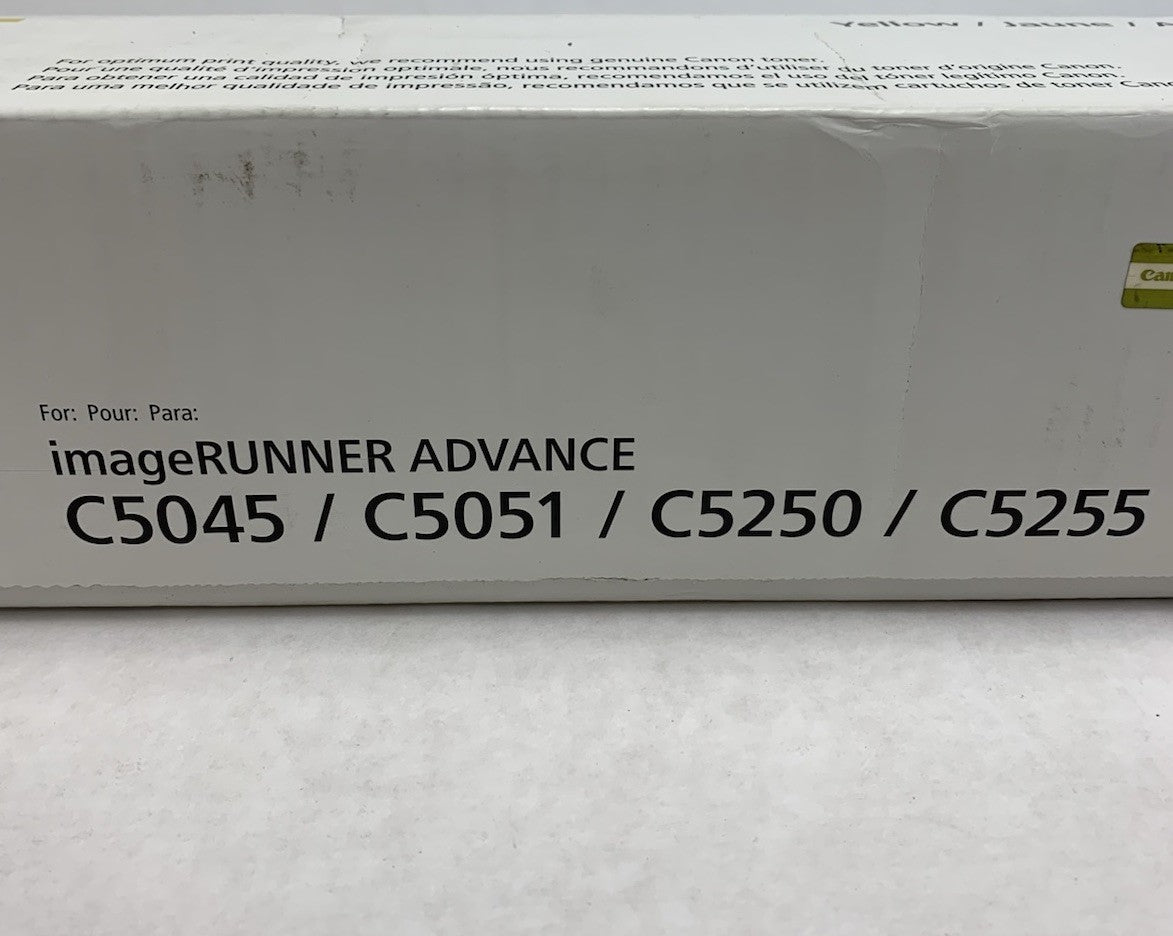 Yellow / Jaune /
For optimum print quality, we recommend using genuine Canon toner.
Pour une qualité d'impression optimale, nous recommandons d'utiliser du toner d'origine Canon.
Para obtener una calidad de impresión óptima, recomendamos el uso del tóner legítimo Canon.
Para uma melhor qualidade de impressão, recomendamos que se utilizem cartuchos de toner Can
Can
For: Pour: Para:
imageRUNNER ADVANCE
C5045 / C5051 / C5250 / C5255